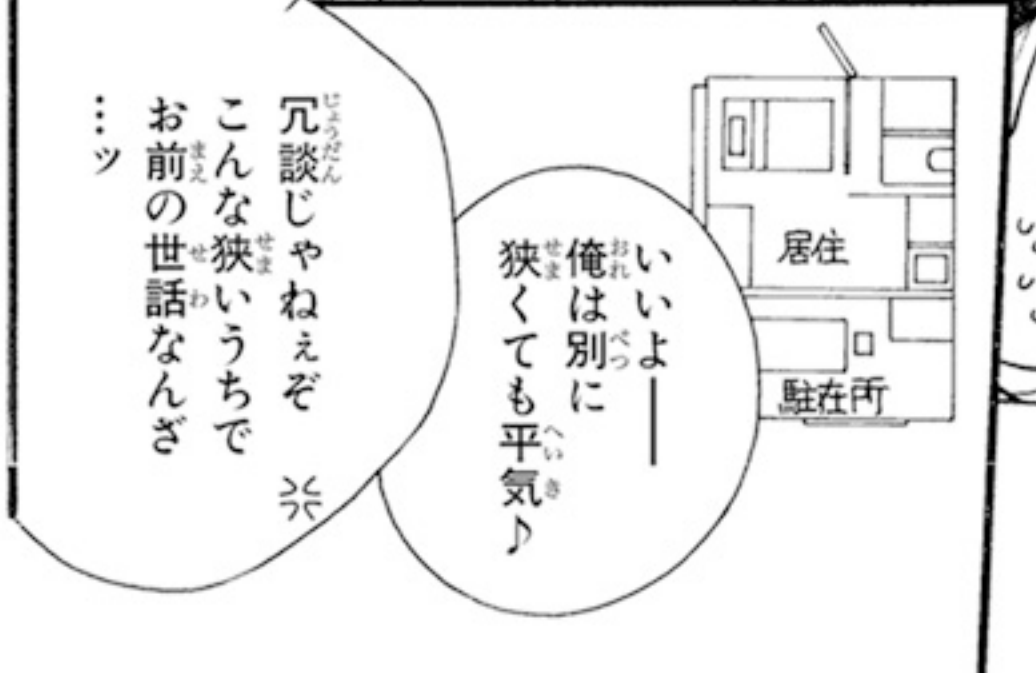 居住
駐在所
いいよ――
俺は別に
狭くても平気♪
冗談じゃねぇぞ
こんな狭いうちで
お前の世話なんざ
…ッ